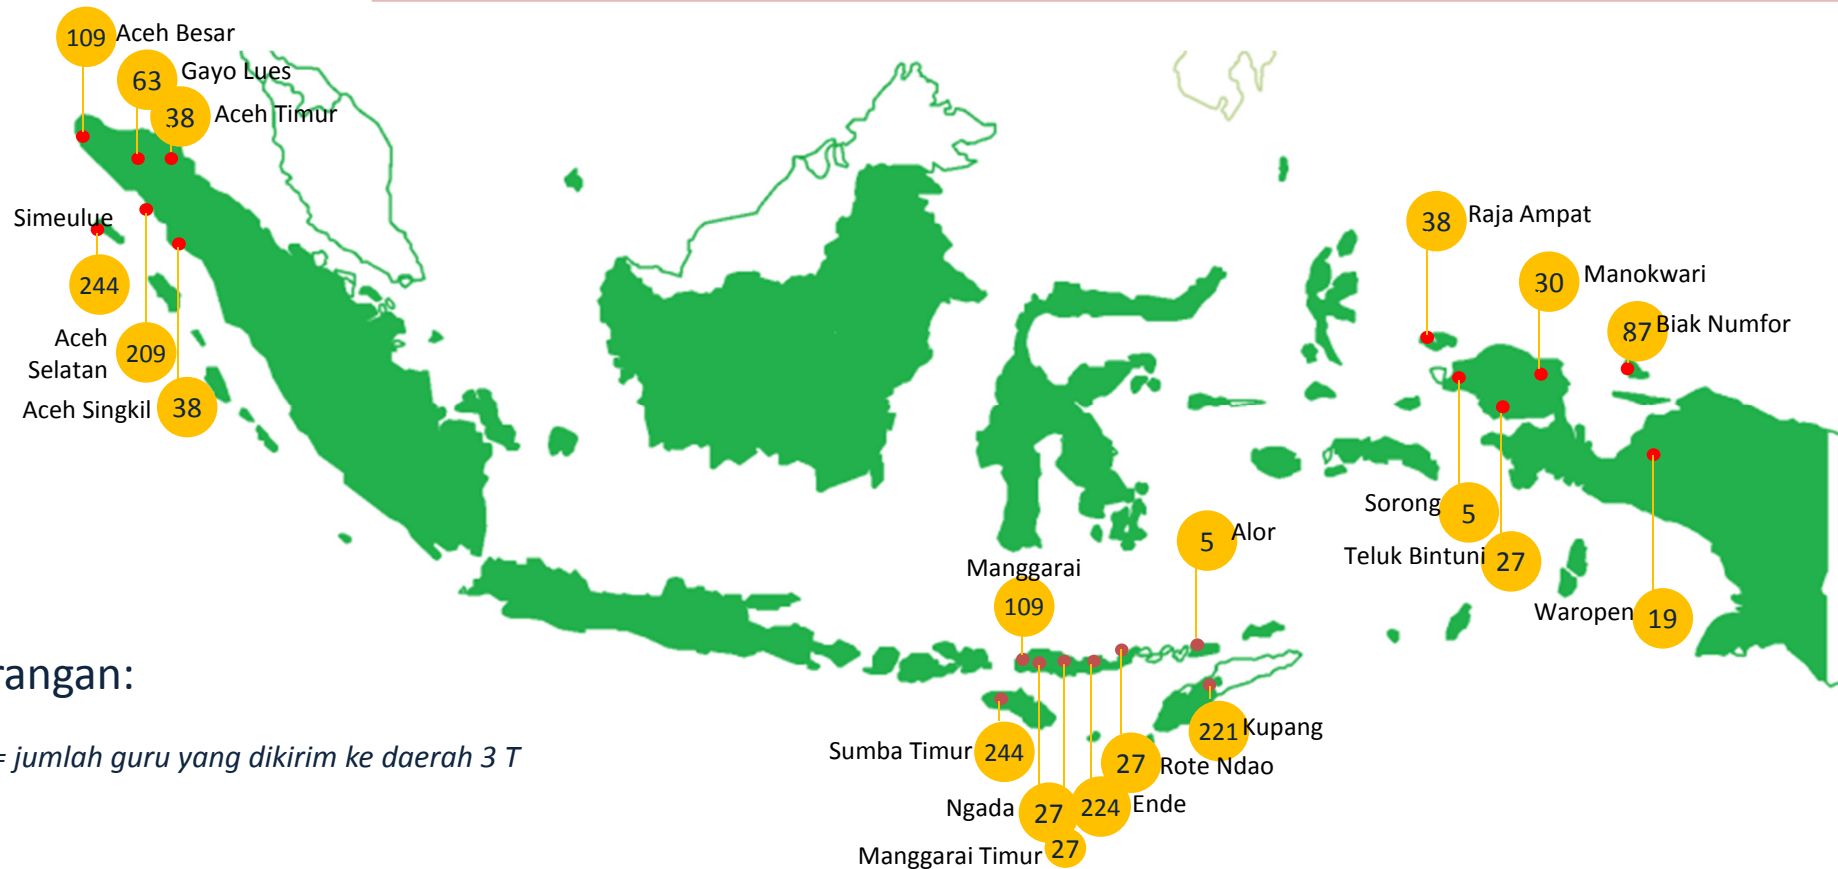 109 Aceh Besar
63 Gayo Lues
38 Aceh Timur
Simeulue
244
Aceh
Selatan
209
Aceh Singkil 38
38 Raja Ampat
30 Manokwari
87 Biak Numfor
Sorong 5
Teluk Bintuni 27
Waropen 19
5 Alor
Manggarai
109
221 Kupang
Sumba Timur 244
27 Rote Ndao
Ngada 27
224 Ende
Manggarai Timur 27
rangan:
= jumlah guru yang dikirim ke daerah 3 T